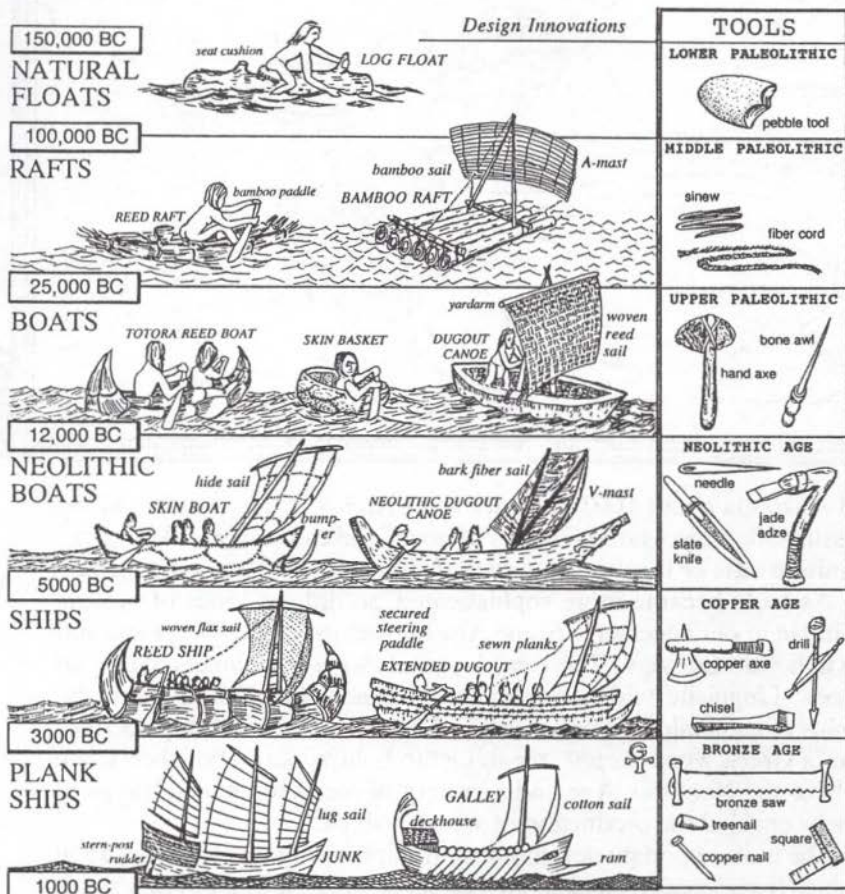 Design Innovations
TOOLS
150,000 BC
NATURAL
FLOATS
seat cushion
LOG FLOAT
LOWER PALEOLITHIC
pebble tool
100,000 BC
RAFTS
REED RAFT
bamboo paddle
bamboo sail
A-mast
BAMBOO RAFT
MIDDLE PALEOLITHIC
sinew
fiber cord
25,000 BC
BOATS
TOTORA REED BOAT
SKIN BASKET
yardarm
DUGOUT
CANOE
woven
reed
sail
UPPER PALEOLITHIC
bone awl
hand axe
12,000 BC
NEOLITHIC
BOATS
hide sail
SKIN BOAT
bump-
er
bark fiber sail
NEOLITHIC DUGOUT
CANOE
V-mast
NEOLITHIC AGE
needle
jade
adze
slate
knife
5000 BC
SHIPS
woven flax sail
REED SHIP
secured
steering
paddle
sewn planks
EXTENDED DUGOUT
COPPER AGE
drill
copper axe
chisel
3000 BC
PLANK
SHIPS
lug sail
stern-post
rudder
JUNK
GALLEY
deckhouse
cotton sail
ram
BRONZE AGE
bronze saw
treenail
square
copper nail
1000 BC